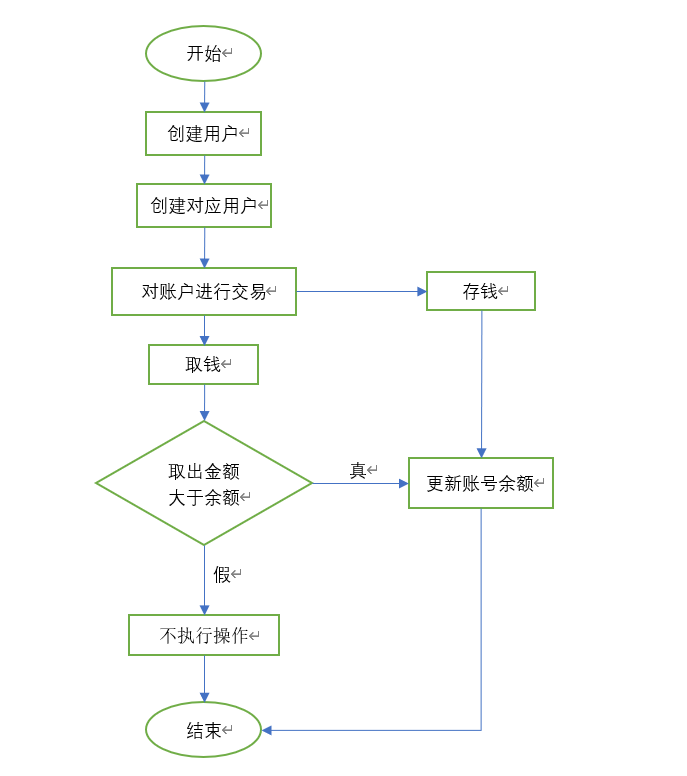 开始
创建用户
创建对应用户
对账户进行交易
存钱
取钱
取出金额
大于余额
真
更新账号余额
假
不执行操作
结束